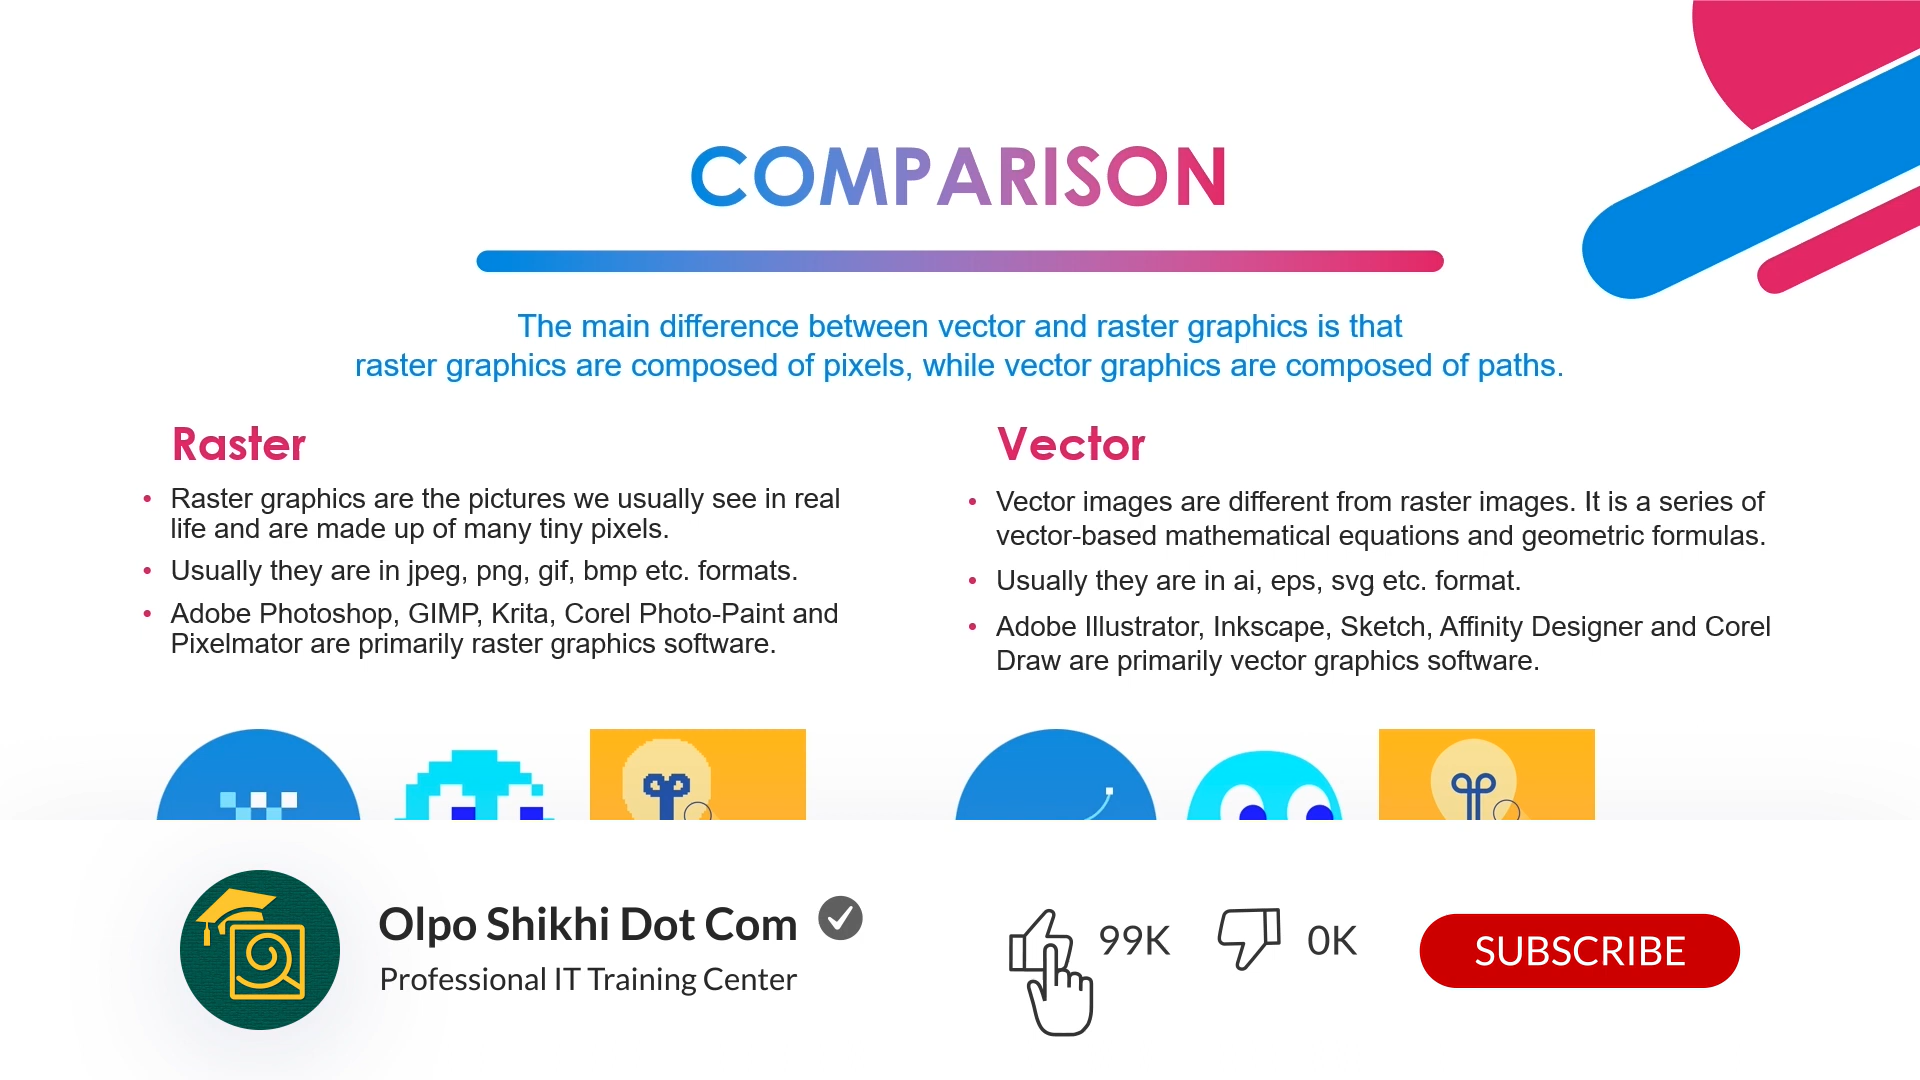 COMPARISON
The main difference between vector and raster graphics is that
raster graphics are composed of pixels, while vector graphics are composed of paths.
Raster
• Raster graphics are the pictures we usually see in real
life and are made up of many tiny pixels.
• Usually they are in jpeg, png, gif, bmp etc. formats.
• Adobe Photoshop, GIMP, Krita, Corel Photo-Paint and
Pixelmator are primarily raster graphics software.
Vector
• Vector images are different from raster images. It is a series of
vector-based mathematical equations and geometric formulas.
• Usually they are in ai, eps, svg etc. format.
• Adobe Illustrator, Inkscape, Sketch, Affinity Designer and Corel
Draw are primarily vector graphics software.
Olpo Shikhi Dot Com
Professional IT Training Center
99K
0K
SUBSCRIBE